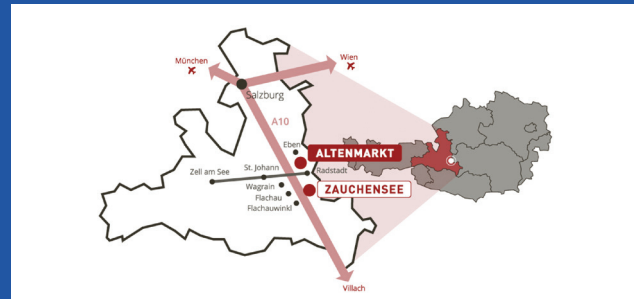 München
Wien
Salzburg
A10
Eben
ALTENMARKT
St. Johann
Radstadt
Zell am See
Wagrain
ZAUCHENSEE
Flachau
Flachauwinkl
Villach